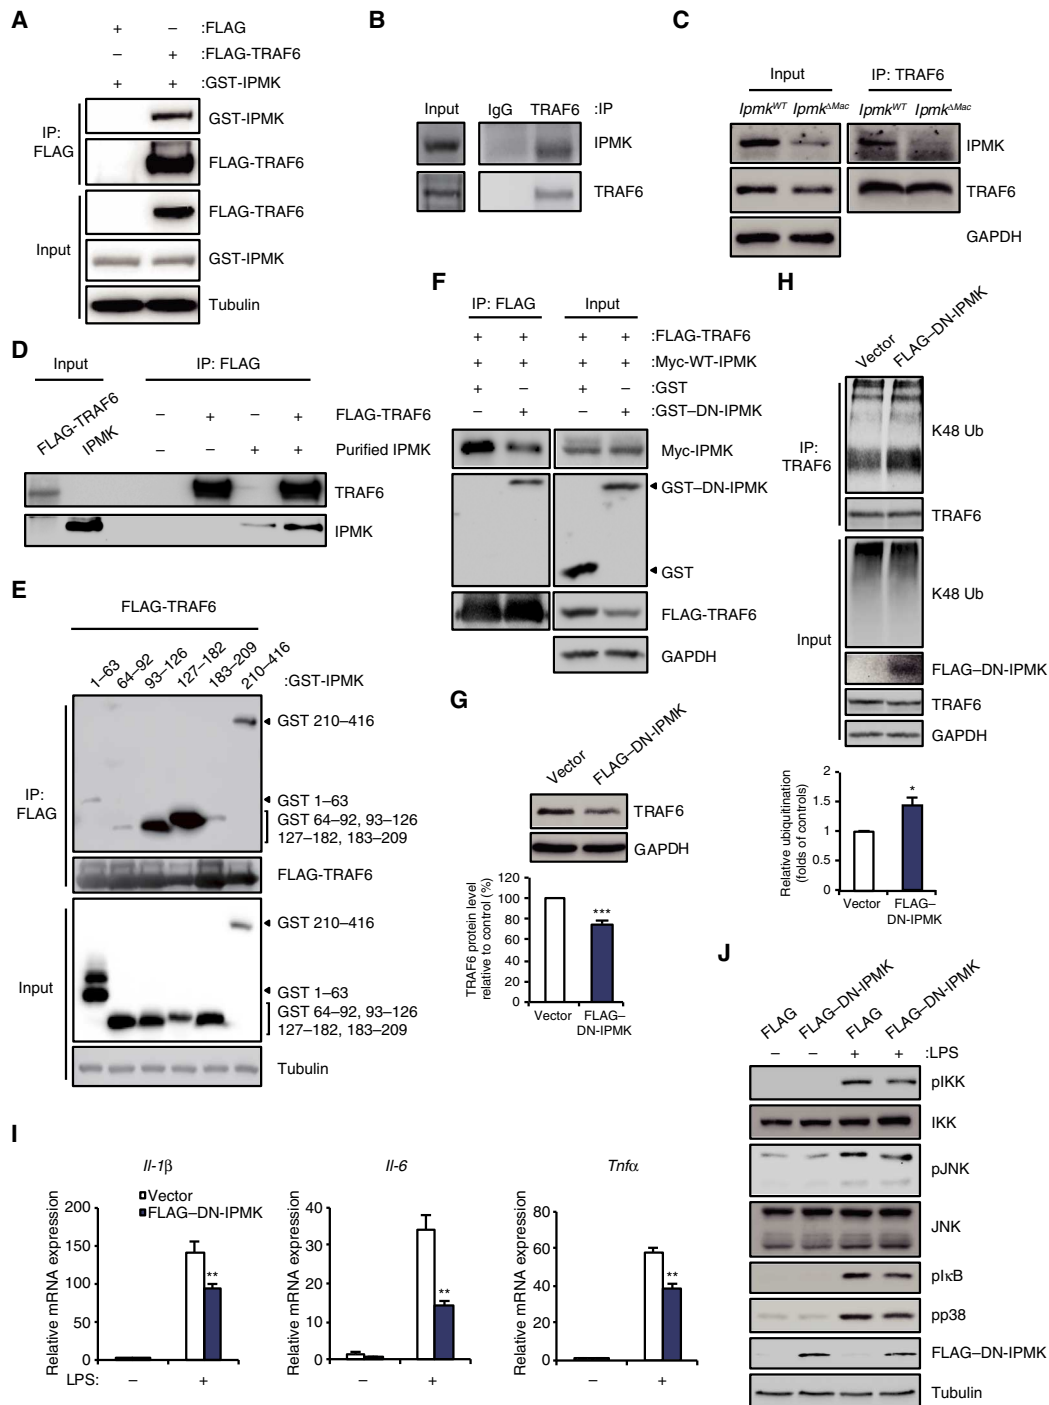 A
+ – :FLAG
– + :FLAG-TRAF6
+ + :GST-IPMK
IP:
FLAG
GST-IPMK
FLAG-TRAF6
Input
FLAG-TRAF6
GST-IPMK
Tubulin
B
Input IgG TRAF6 :IP
IPMK
TRAF6
C
Input IP: TRAF6
Ipmk^WT Ipmk^ΔMac Ipmk^WT Ipmk^ΔMac
IPMK
TRAF6
GAPDH
D
Input IP: FLAG
FLAG-TRAF6 IPMK
– + – + FLAG-TRAF6
– – + + Purified IPMK
TRAF6
IPMK
E
FLAG-TRAF6
1–63 64–92 93–126 127–182 183–209 210–416 :GST-IPMK
IP:
FLAG
GST 210–416
GST 1–63
GST 64–92, 93–126
127–182, 183–209
FLAG-TRAF6
Input
GST 210–416
GST 1–63
GST 64–92, 93–126
127–182, 183–209
Tubulin
F
IP: FLAG Input
+ + + + :FLAG-TRAF6
+ + + + :Myc-WT-IPMK
+ – + – :GST
– + – + :GST–DN-IPMK
Myc-IPMK
GST–DN-IPMK
GST
FLAG-TRAF6
GAPDH
G
Vector FLAG–DN-IPMK
TRAF6
GAPDH
TRAF6 protein level
relative to control (%)
120
100
80
60
40
20
0
***
Vector FLAG–
DN-IPMK
H
Vector FLAG–DN-IPMK
IP:
TRAF6
K48 Ub
TRAF6
Input
K48 Ub
FLAG–DN-IPMK
TRAF6
GAPDH
Relative ubiquitination
(folds of controls)
2
1.5
1
0.5
0
*
Vector FLAG–
DN-IPMK
I
Il-1β
Vector
FLAG–DN-IPMK
Relative mRNA expression
200
150
100
50
0
**
LPS: – +
Il-6
Relative mRNA expression
40
30
20
10
0
**
– +
Tnfα
Relative mRNA expression
80
60
40
20
0
**
– +
J
FLAG FLAG–DN-IPMK FLAG FLAG–DN-IPMK
– – + + :LPS
pIKK
IKK
pJNK
JNK
pIκB
pp38
FLAG–DN-IPMK
Tubulin